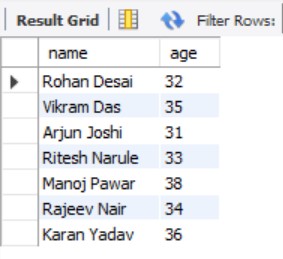 Result Grid Filter Rows:
name age
Rohan Desai 32
Vikram Das 35
Arjun Joshi 31
Ritesh Narule 33
Manoj Pawar 38
Rajeev Nair 34
Karan Yadav 36